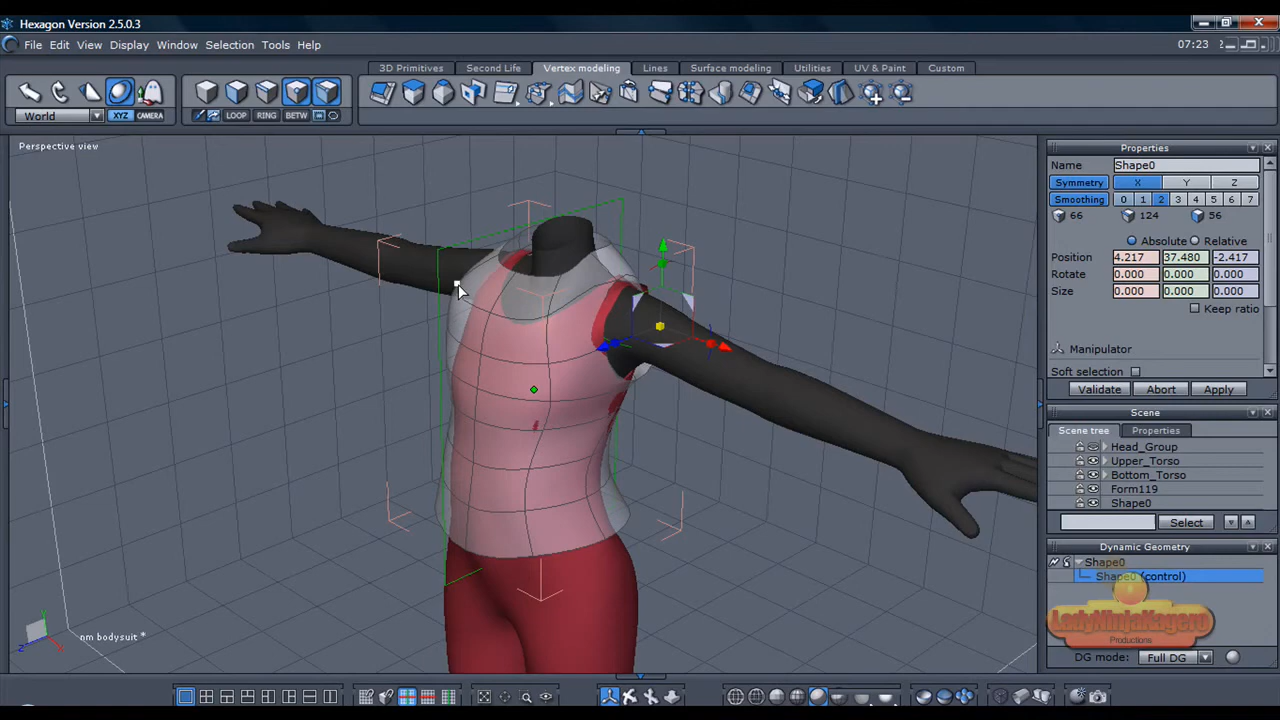 Hexagon Version 2.5.0.3
File Edit View Display Window Selection Tools Help
07:23
3D Primitives Second Life Vertex modeling Lines Surface modeling Utilities UV & Paint Custom
World XYZ CAMERA LOOP RING BETW
Perspective view
Properties
Name Shape0
Symmetry X Y Z
Smoothing 0 1 2 3 4 5 6 7
66 124 56
Absolute Relative
Position 4.217 37.480 -2.417
Rotate 0.000 0.000 0.000
Size 0.000 0.000 0.000
Keep ratio
Manipulator
Soft selection
Validate Abort Apply
Scene
Scene tree Properties
Head_Group
Upper_Torso
Bottom_Torso
Form119
Shape0
Select
Dynamic Geometry
Shape0
Shape0 (control)
LadyNinjaKagero
Productions
DG mode: Full DG
nm bodysuit *
Y
Z X